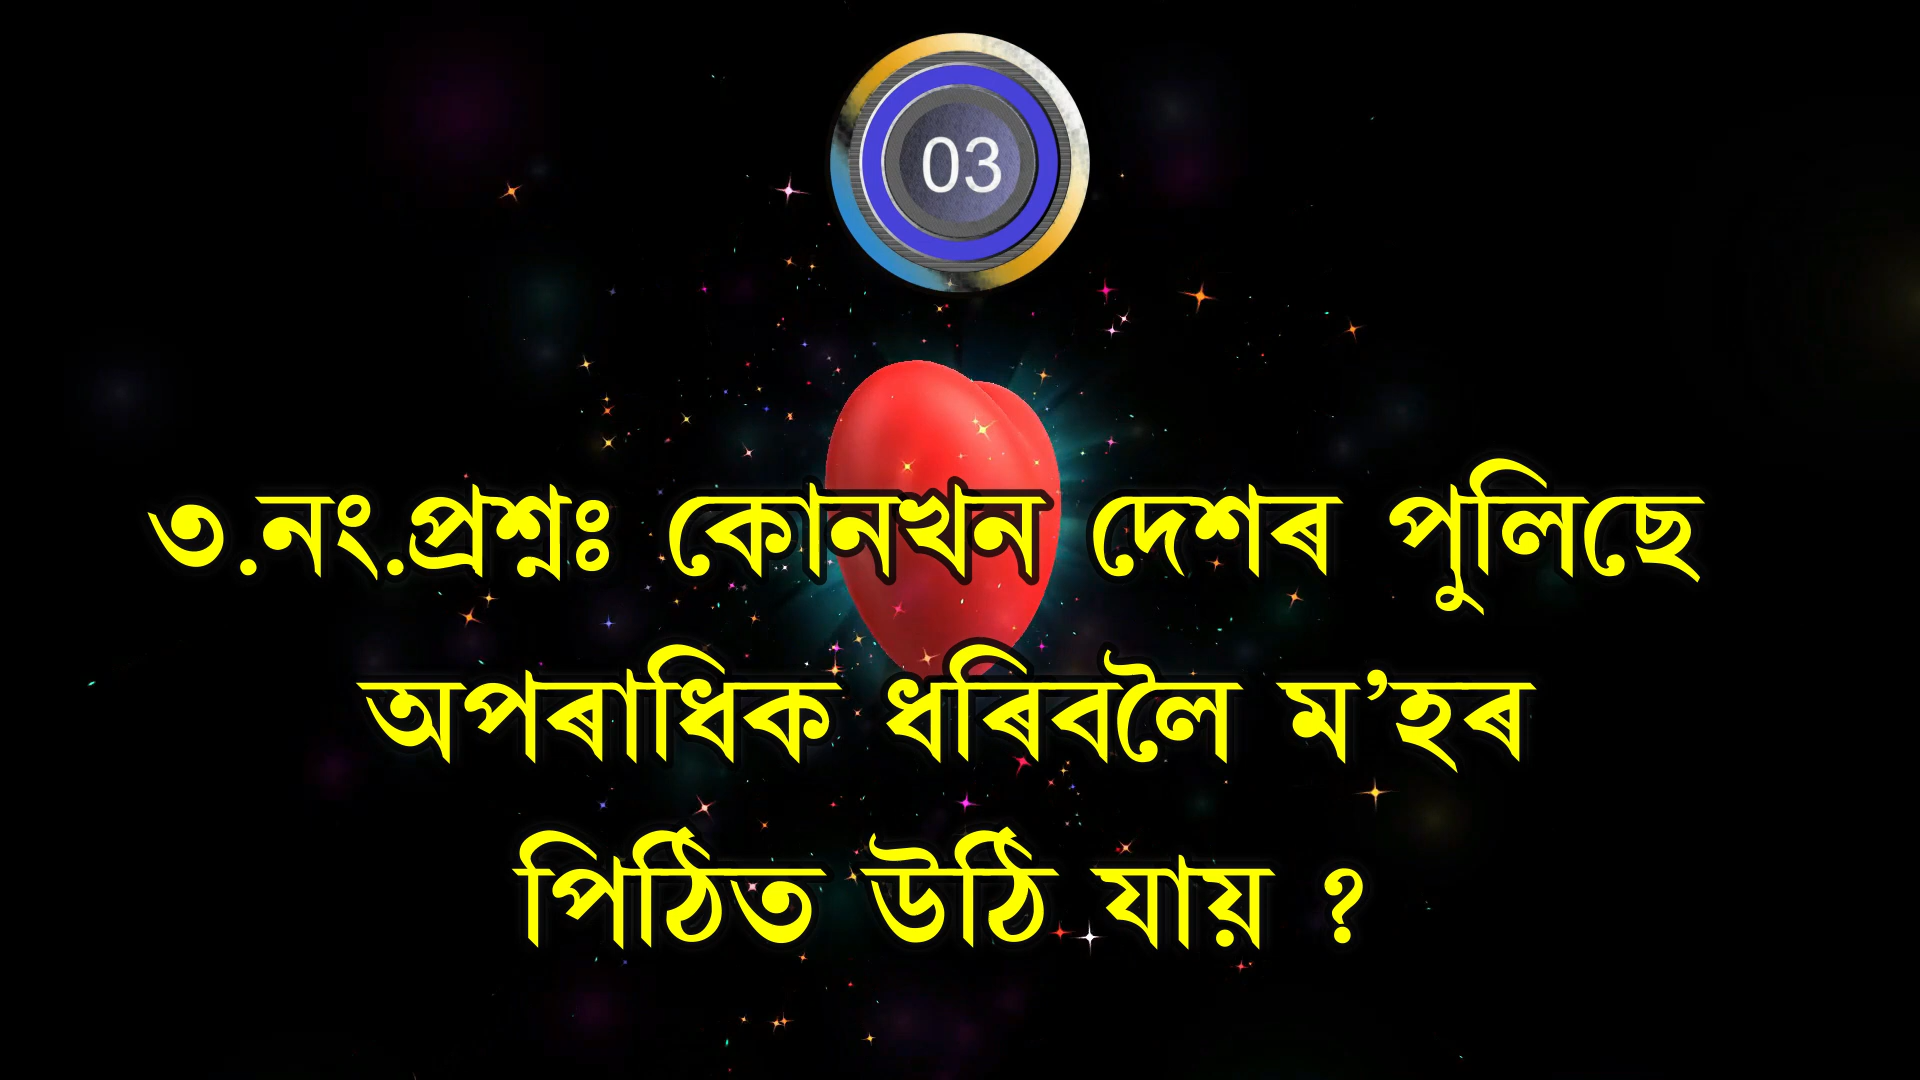 03
৩.নং.প্ৰশ্নঃ কোনখন দেশৰ পুলিছে
অপৰাধিক ধৰিবলৈ ম’হৰ
পিঠিত উঠি যায় ?